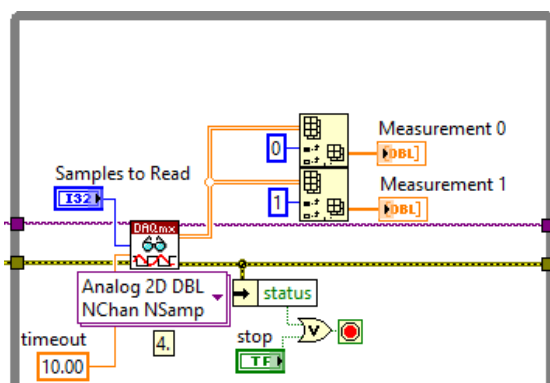 Measurement 0
0
DBL
Samples to Read
Measurement 1
I32
1
DBL
DAQmx
Analog 2D DBL
NChan NSamp
status
timeout
4.
stop
V
10.00
TF